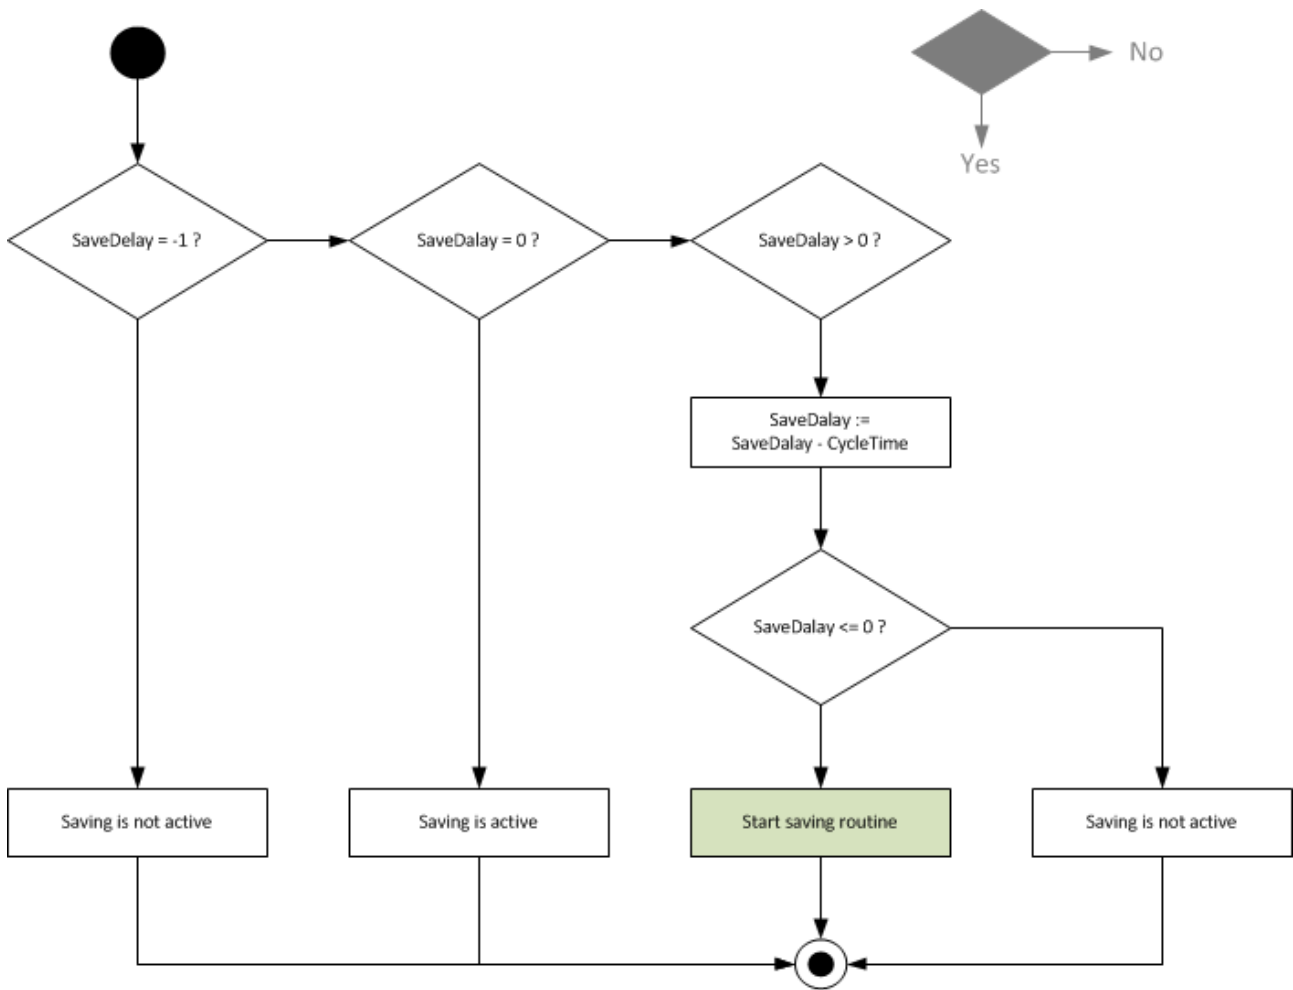 No
Yes
SaveDelay = -1 ?
SaveDalay = 0 ?
SaveDalay > 0 ?
SaveDalay :=
SaveDalay - CycleTime
SaveDalay <= 0 ?
Saving is not active
Saving is active
Start saving routine
Saving is not active